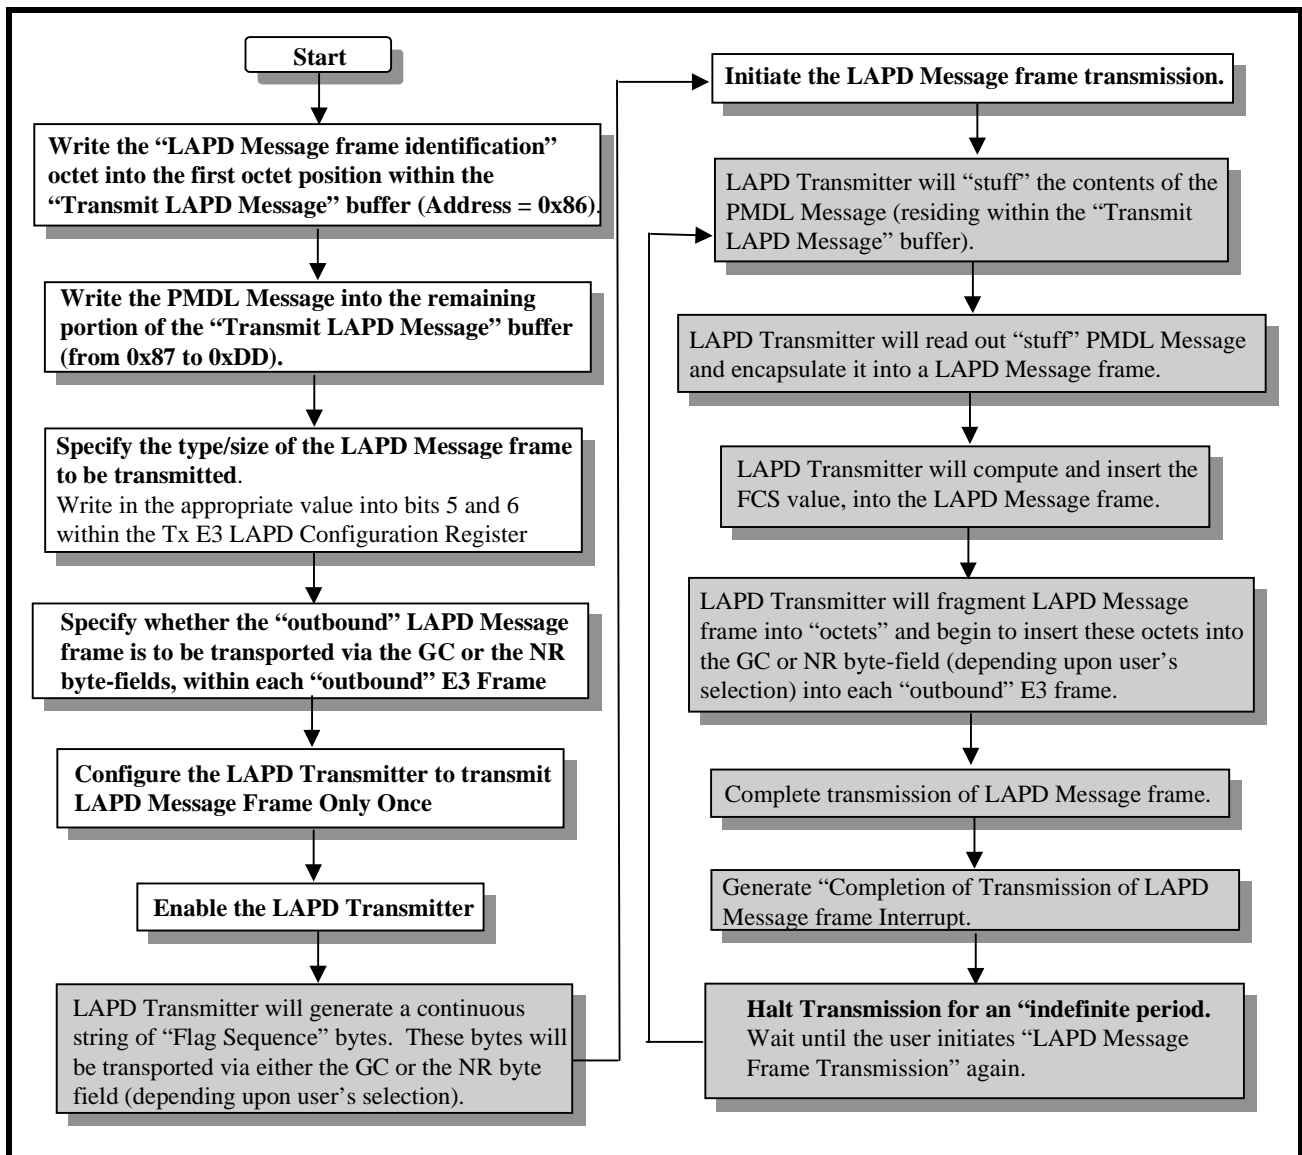 Start
Write the “LAPD Message frame identification”
octet into the first octet position within the
“Transmit LAPD Message” buffer (Address = 0x86).
Write the PMDL Message into the remaining
portion of the “Transmit LAPD Message” buffer
(from 0x87 to 0xDD).
Specify the type/size of the LAPD Message frame
to be transmitted.
Write in the appropriate value into bits 5 and 6
within the Tx E3 LAPD Configuration Register
Specify whether the “outbound” LAPD Message
frame is to be transported via the GC or the NR
byte-fields, within each “outbound” E3 Frame
Configure the LAPD Transmitter to transmit
LAPD Message Frame Only Once
Enable the LAPD Transmitter
LAPD Transmitter will generate a continuous
string of “Flag Sequence” bytes.  These bytes will
be transported via either the GC or the NR byte
field (depending upon user’s selection).
Initiate the LAPD Message frame transmission.
LAPD Transmitter will “stuff” the contents of the
PMDL Message (residing within the “Transmit
LAPD Message” buffer).
LAPD Transmitter will read out “stuff” PMDL Message
and encapsulate it into a LAPD Message frame.
LAPD Transmitter will compute and insert the
FCS value, into the LAPD Message frame.
LAPD Transmitter will fragment LAPD Message
frame into “octets” and begin to insert these octets into
the GC or NR byte-field (depending upon user’s
selection) into each “outbound” E3 frame.
Complete transmission of LAPD Message frame.
Generate “Completion of Transmission of LAPD
Message frame Interrupt.
Halt Transmission for an “indefinite period.
Wait until the user initiates “LAPD Message
Frame Transmission” again.